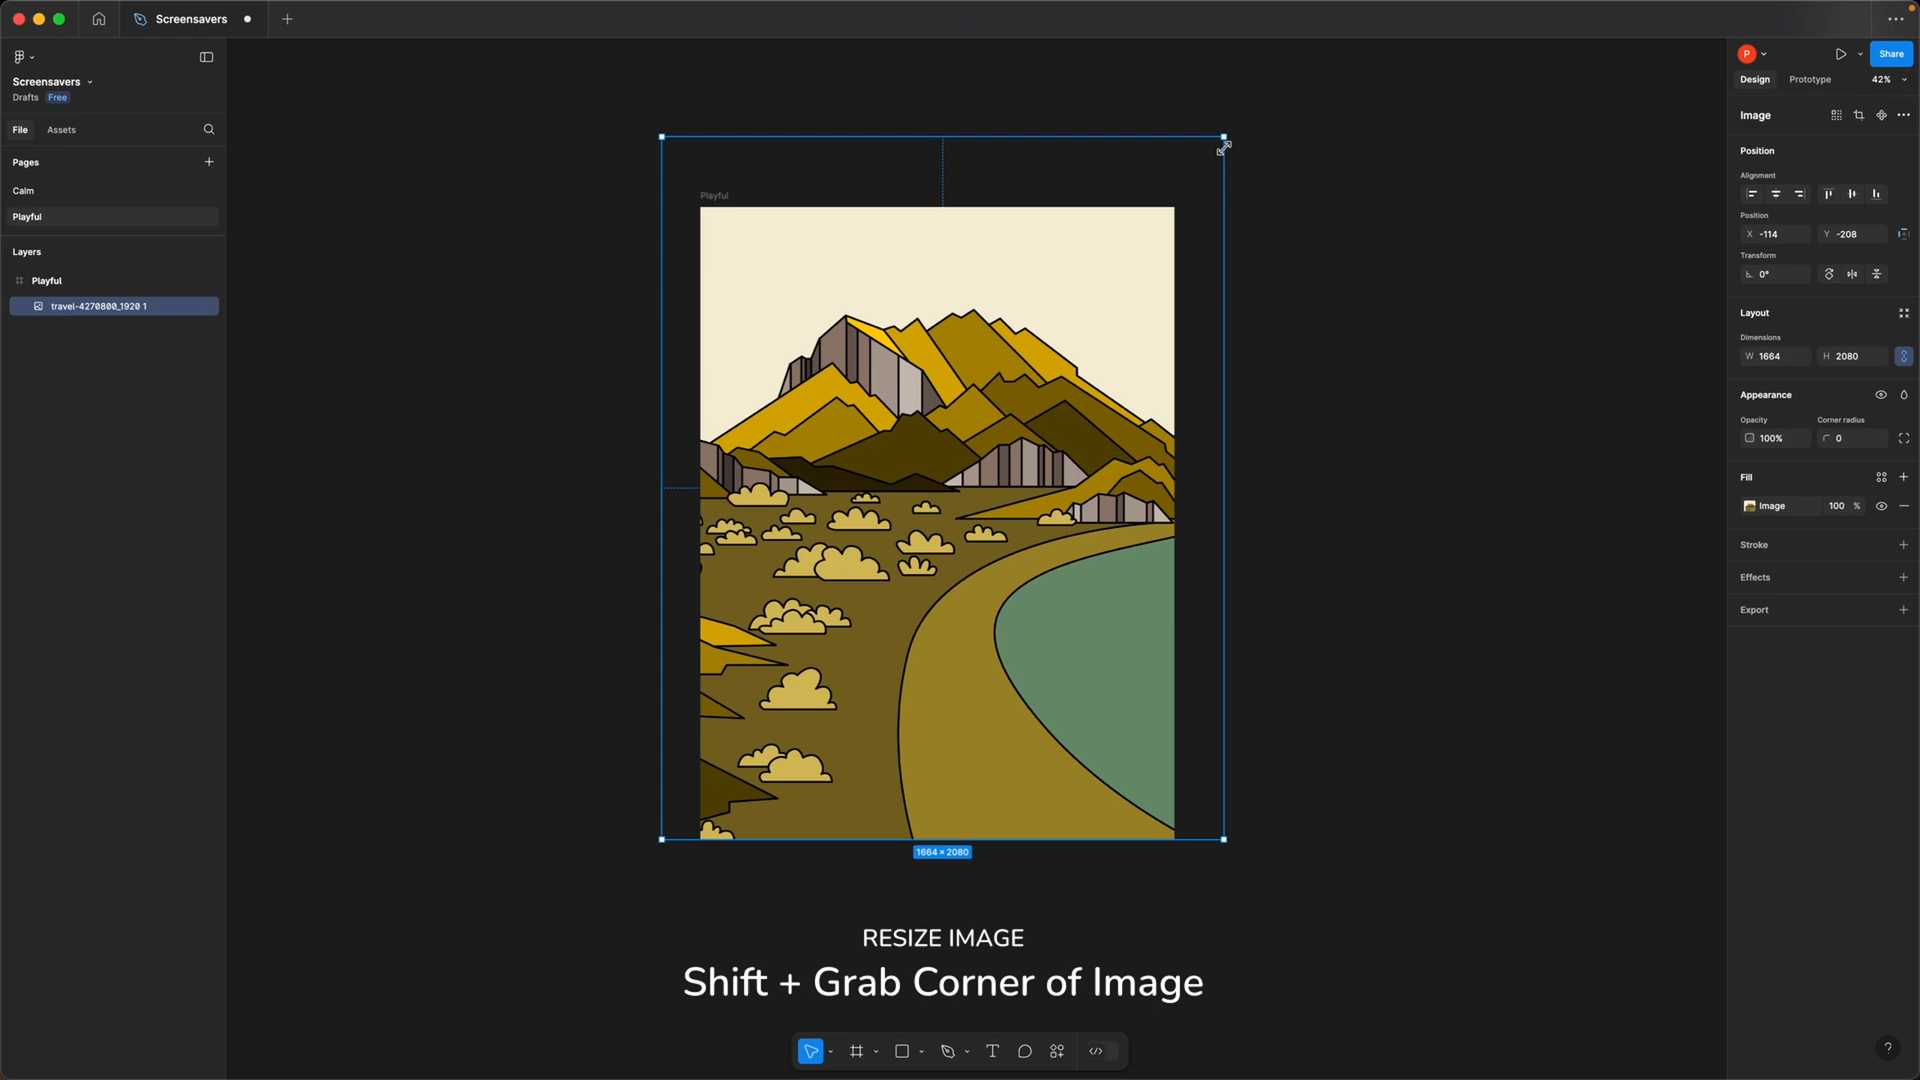 Screensavers
Screensavers
Drafts Free
File Assets
Pages
Calm
Playful
Layers
Playful
travel-4270800_1920 1
Playful
1664 × 2080
RESIZE IMAGE
Shift + Grab Corner of Image
P
Share
Design Prototype 42%
Image
Position
Alignment
Position
X -114 Y -208
Transform
0°
Layout
Dimensions
W 1664 H 2080
Appearance
Opacity Corner radius
100% 0
Fill
Image 100 %
Stroke
Effects
Export
?